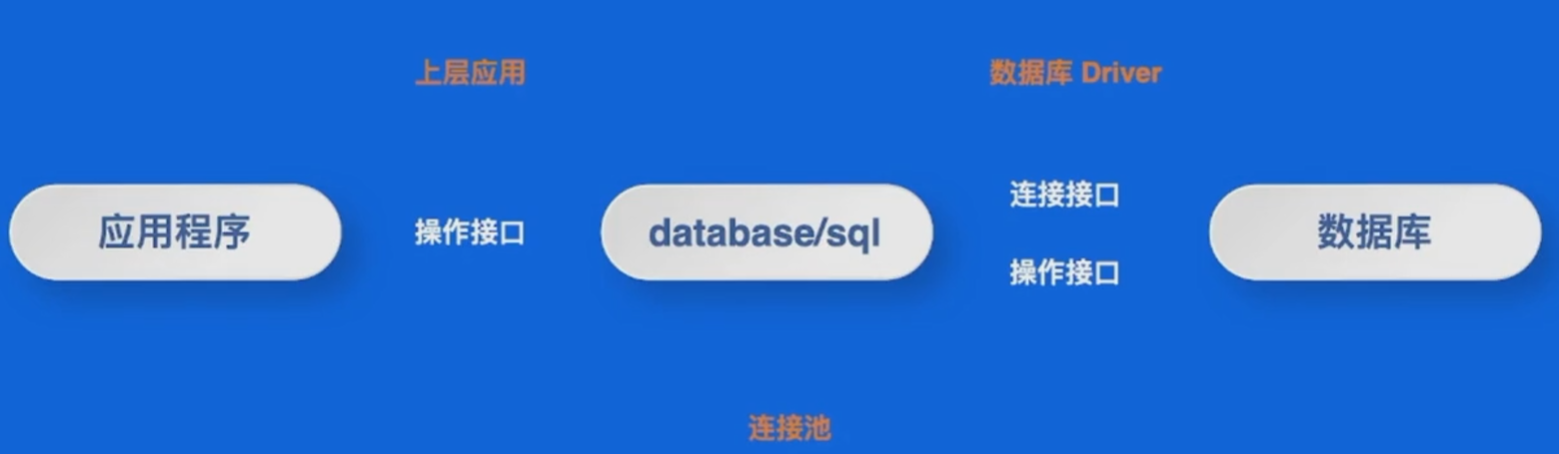 上层应用
数据库 Driver
应用程序
操作接口
database/sql
连接接口
操作接口
数据库
连接池